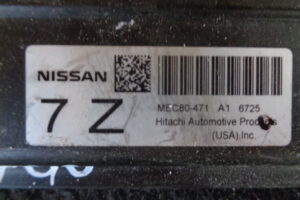 NISSAN
7 Z
MEC80-471 A1 6725
Hitachi Automotive Products
(USA),Inc.